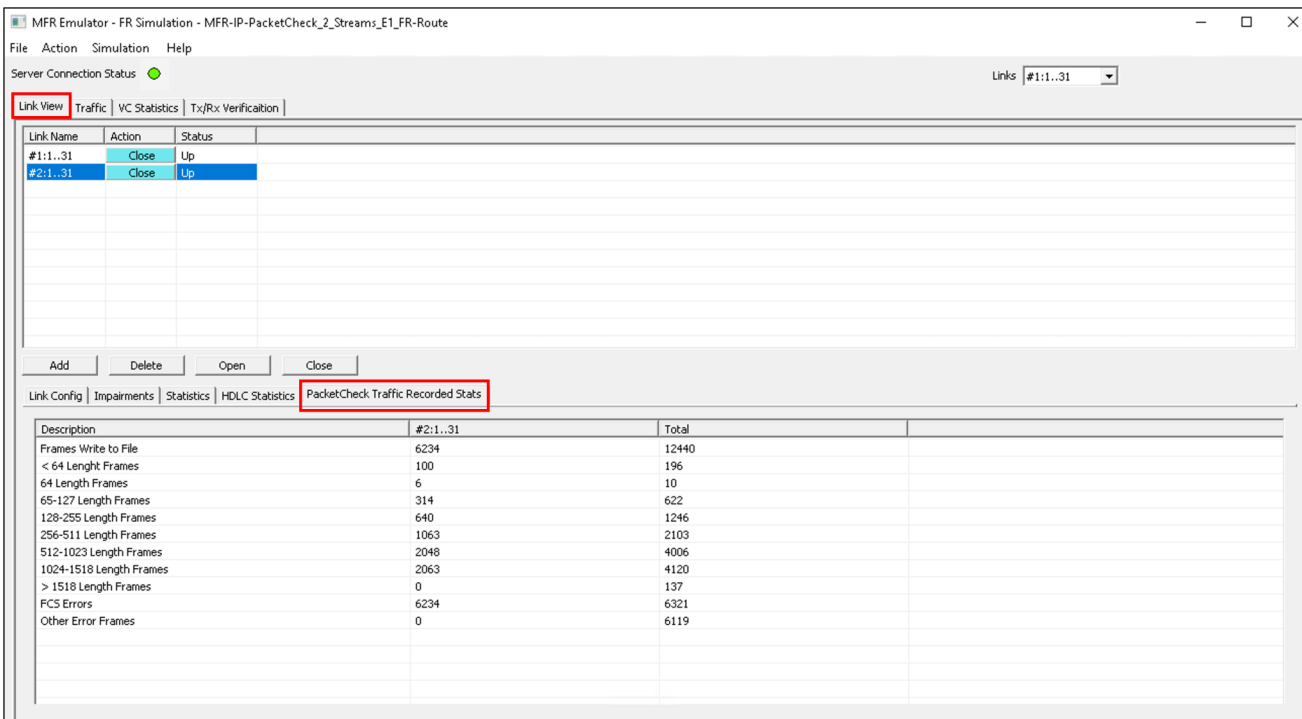 MFR Emulator - FR Simulation - MFR-IP-PacketCheck_2_Streams_E1_FR-Route
File Action Simulation Help
Server Connection Status Links #1:1..31
Link View Traffic VC Statistics Tx/Rx Verificaition
Link Name Action Status
#1:1..31 Close Up
#2:1..31 Close Up
Add Delete Open Close
Link Config Impairments Statistics HDLC Statistics PacketCheck Traffic Recorded Stats
Description #2:1..31 Total
Frames Write to File 6234 12440
< 64 Lenght Frames 100 196
64 Length Frames 6 10
65-127 Length Frames 314 622
128-255 Length Frames 640 1246
256-511 Length Frames 1063 2103
512-1023 Length Frames 2048 4006
1024-1518 Length Frames 2063 4120
> 1518 Length Frames 0 137
FCS Errors 6234 6321
Other Error Frames 0 6119